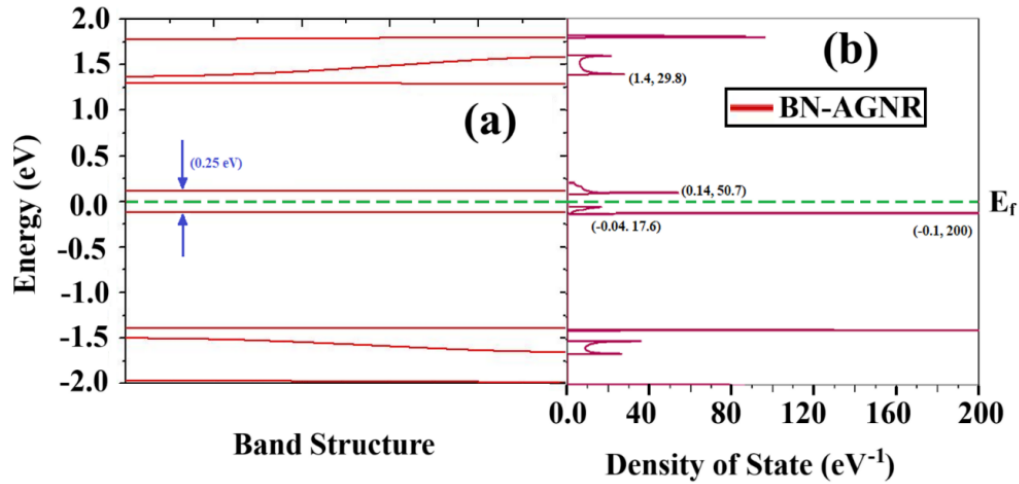 2.0
1.5
1.0
0.5
0.0
-0.5
-1.0
-1.5
-2.0
Energy (eV)
(a)
(0.25 eV)
Band Structure
(b)
(1.4, 29.8)
BN-AGNR
(0.14, 50.7)
E_f
(-0.04. 17.6)
(-0.1, 200)
0.0 40 80 120 160 200
Density of State (eV⁻¹)